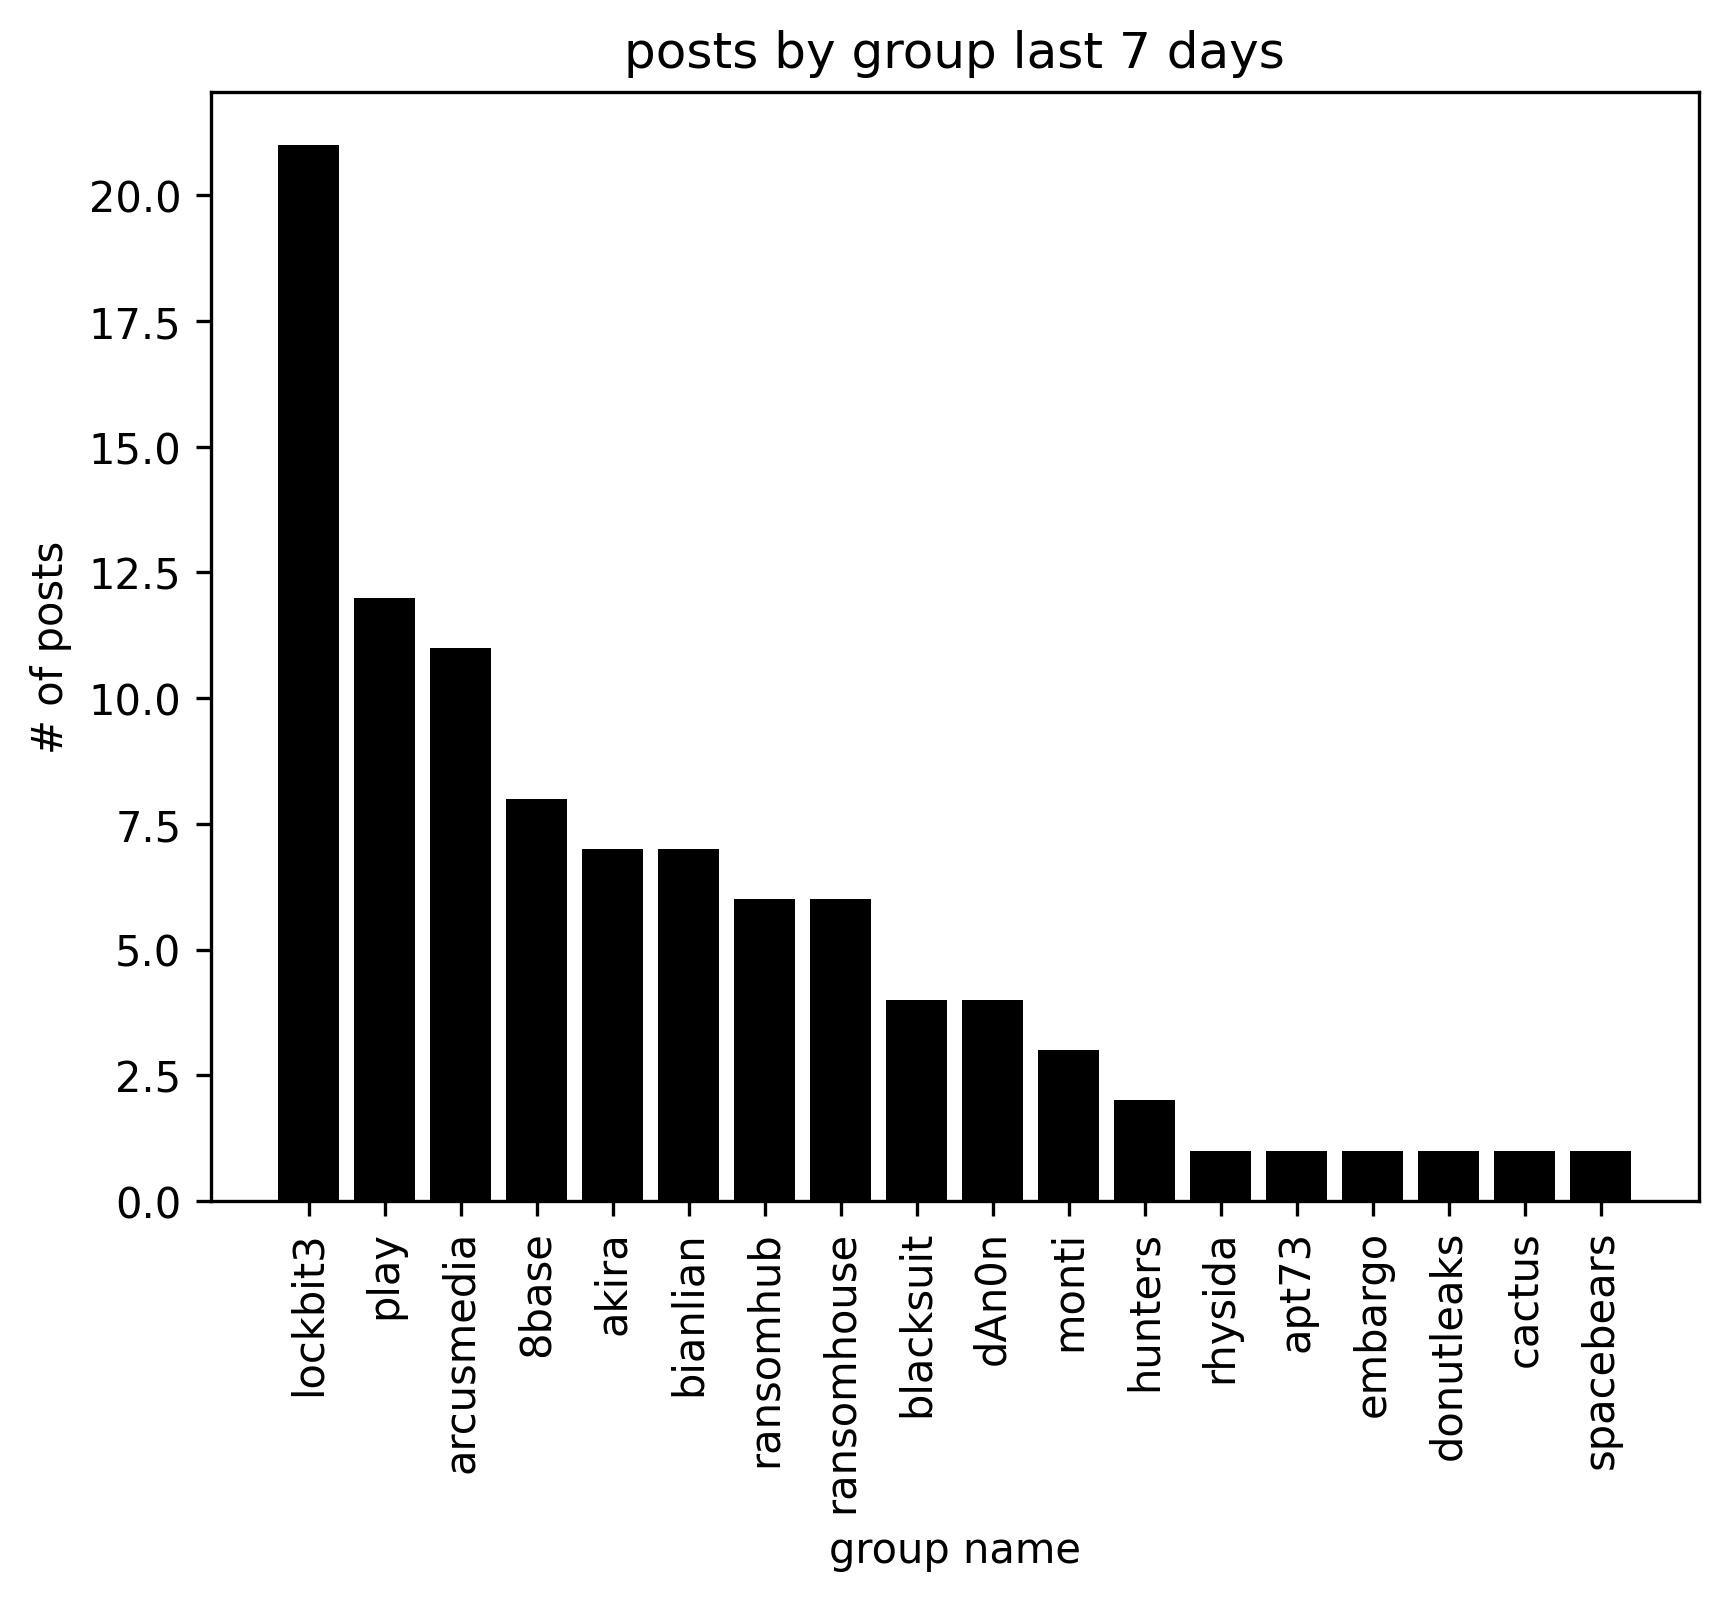 posts by group last 7 days
# of posts
20.0
17.5
15.0
12.5
10.0
7.5
5.0
2.5
0.0
lockbit3
play
arcusmedia
8base
akira
bianlian
ransomhub
ransomhouse
blacksuit
dAn0n
monti
hunters
rhysida
apt73
embargo
donutleaks
cactus
spacebears
group name